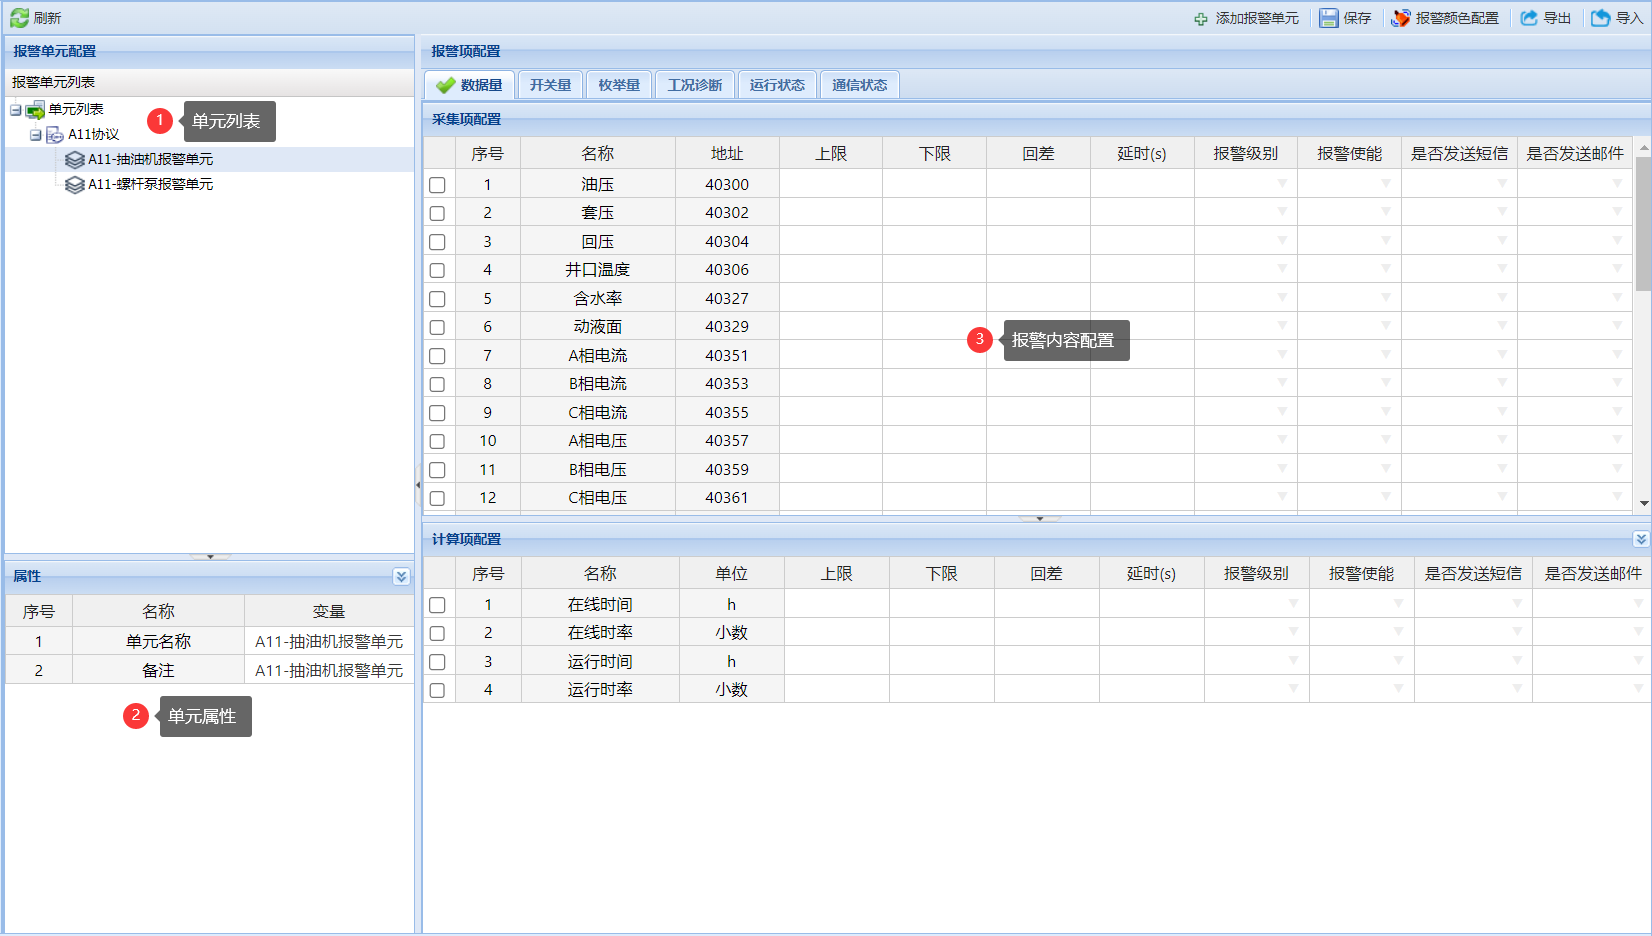 刷新
添加报警单元 保存 报警颜色配置 导出 导入
报警单元配置
报警单元列表
单元列表
A11协议
A11-抽油机报警单元
A11-螺杆泵报警单元
1 单元列表
属性
序号 名称 变量
1 单元名称 A11-抽油机报警单元
2 备注 A11-抽油机报警单元
2 单元属性
报警项配置
数据量 开关量 枚举量 工况诊断 运行状态 通信状态
采集项配置
序号 名称 地址 上限 下限 回差 延时(s) 报警级别 报警使能 是否发送短信 是否发送邮件
1 油压 40300
2 套压 40302
3 回压 40304
4 井口温度 40306
5 含水率 40327
6 动液面 40329
7 A相电流 40351
8 B相电流 40353
9 C相电流 40355
10 A相电压 40357
11 B相电压 40359
12 C相电压 40361
3 报警内容配置
计算项配置
序号 名称 单位 上限 下限 回差 延时(s) 报警级别 报警使能 是否发送短信 是否发送邮件
1 在线时间 h
2 在线时率 小数
3 运行时间 h
4 运行时率 小数